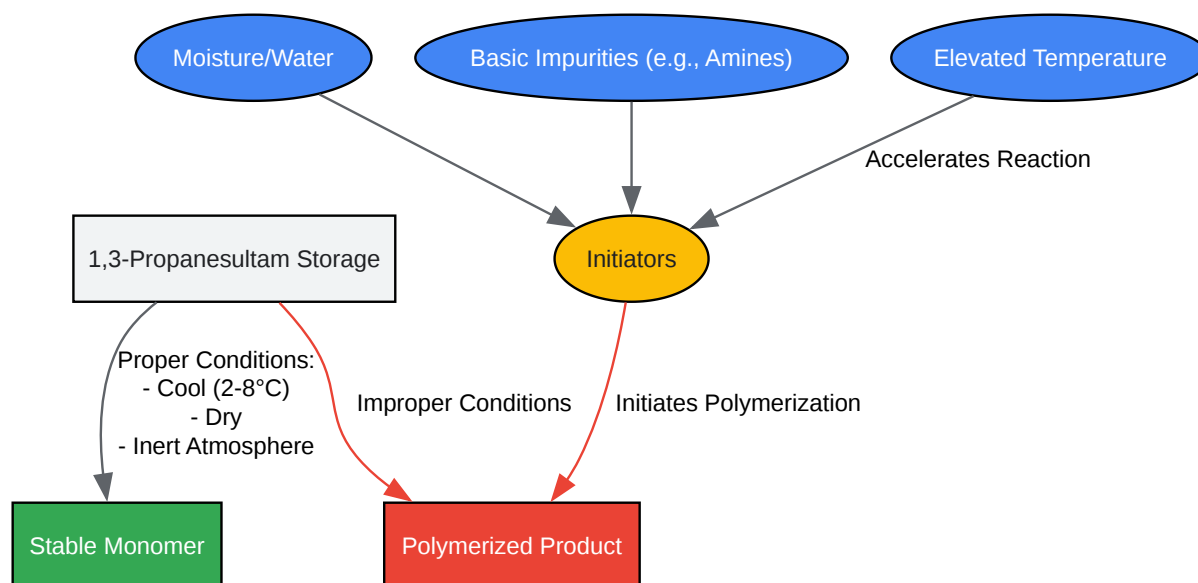 Moisture/Water
Basic Impurities (e.g., Amines)
Elevated Temperature
Accelerates Reaction
1,3-Propanesultam Storage
Initiators
Proper Conditions:
- Cool (2-8°C)
- Dry
- Inert Atmosphere
Improper Conditions
Initiates Polymerization
Stable Monomer
Polymerized Product